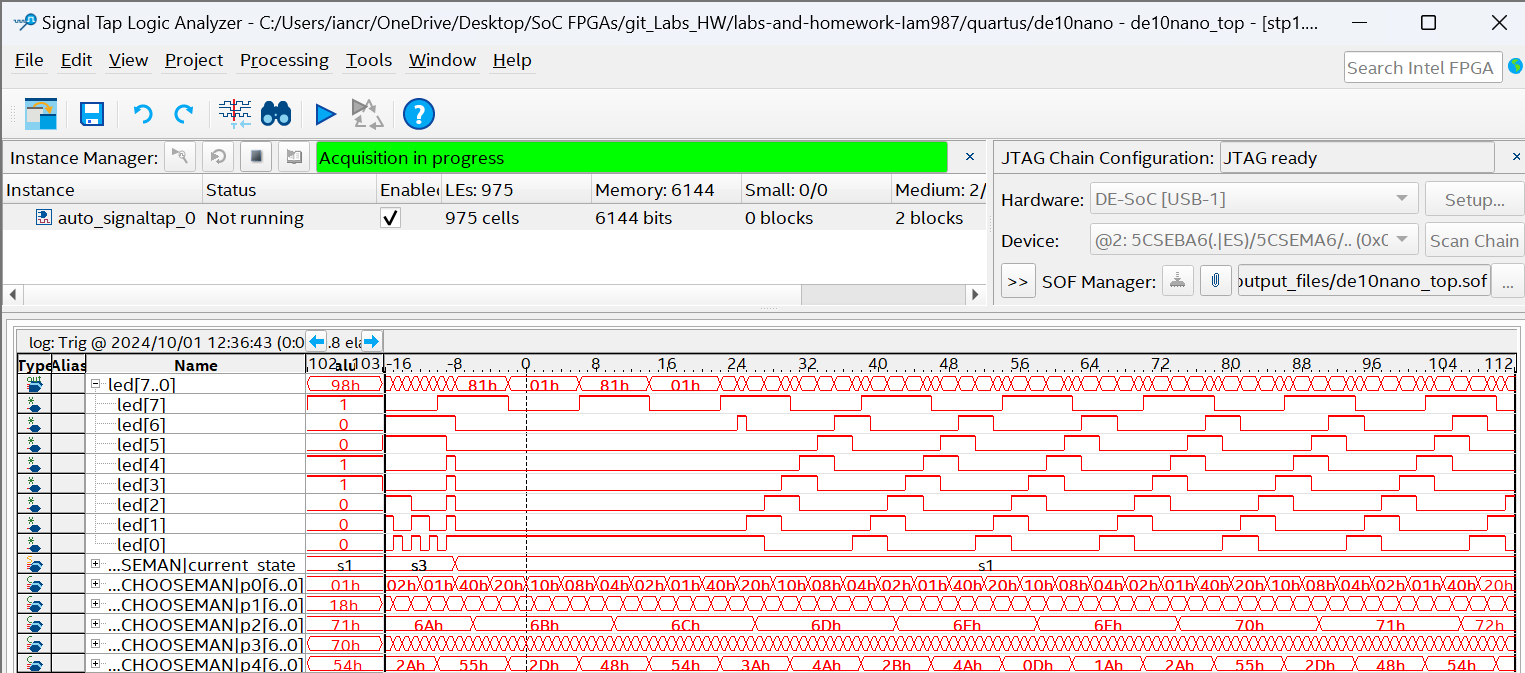 Signal Tap Logic Analyzer - C:/Users/iancr/OneDrive/Desktop/SoC FPGAs/git_Labs_HW/labs-and-homework-Iam987/quartus/de10nano - de10nano_top - [stp1....
File Edit View Project Processing Tools Window Help
Search Intel FPGA
Instance Manager: Acquisition in progress
JTAG Chain Configuration: JTAG ready
Instance Status Enabled LEs: 975 Memory: 6144 Small: 0/0 Medium: 2/
auto_signaltap_0 Not running 975 cells 6144 bits 0 blocks 2 blocks
Hardware: DE-SoC [USB-1] Setup...
Device: @2: 5CSEBA6(.|ES)/5CSEMA6/.. (0x0 Scan Chain
>> SOF Manager: output_files/de10nano_top.sof ...
log: Trig @ 2024/10/01 12:36:43 (0:0 .8 ela
Type Alias Name 102 alu 103 -16 -8 0 8 16 24 32 40 48 56 64 72 80 88 96 104 112
led[7..0] 98h 81h 01h 81h 01h
led[7] 1
led[6] 0
led[5] 0
led[4] 1
led[3] 1
led[2] 0
led[1] 0
led[0] 0
...SEMAN|current_state s1 s3 s1
...CHOOSEMAN|p0[6..0] 01h 02h 01h 40h 20h 10h 08h 04h 02h 01h 40h 20h 10h 08h 04h 02h 01h 40h 20h 10h 08h 04h 02h 01h 40h 20h 10h 08h 04h 02h 01h 40h 20h
...CHOOSEMAN|p1[6..0] 18h
...CHOOSEMAN|p2[6..0] 71h 6Ah 6Bh 6Ch 6Dh 6Eh 6Fh 70h 71h 72h
...CHOOSEMAN|p3[6..0] 70h
...CHOOSEMAN|p4[6..0] 54h 2Ah 55h 2Dh 48h 54h 3Ah 4Ah 2Bh 4Ah 0Dh 1Ah 2Ah 55h 2Dh 48h 54h